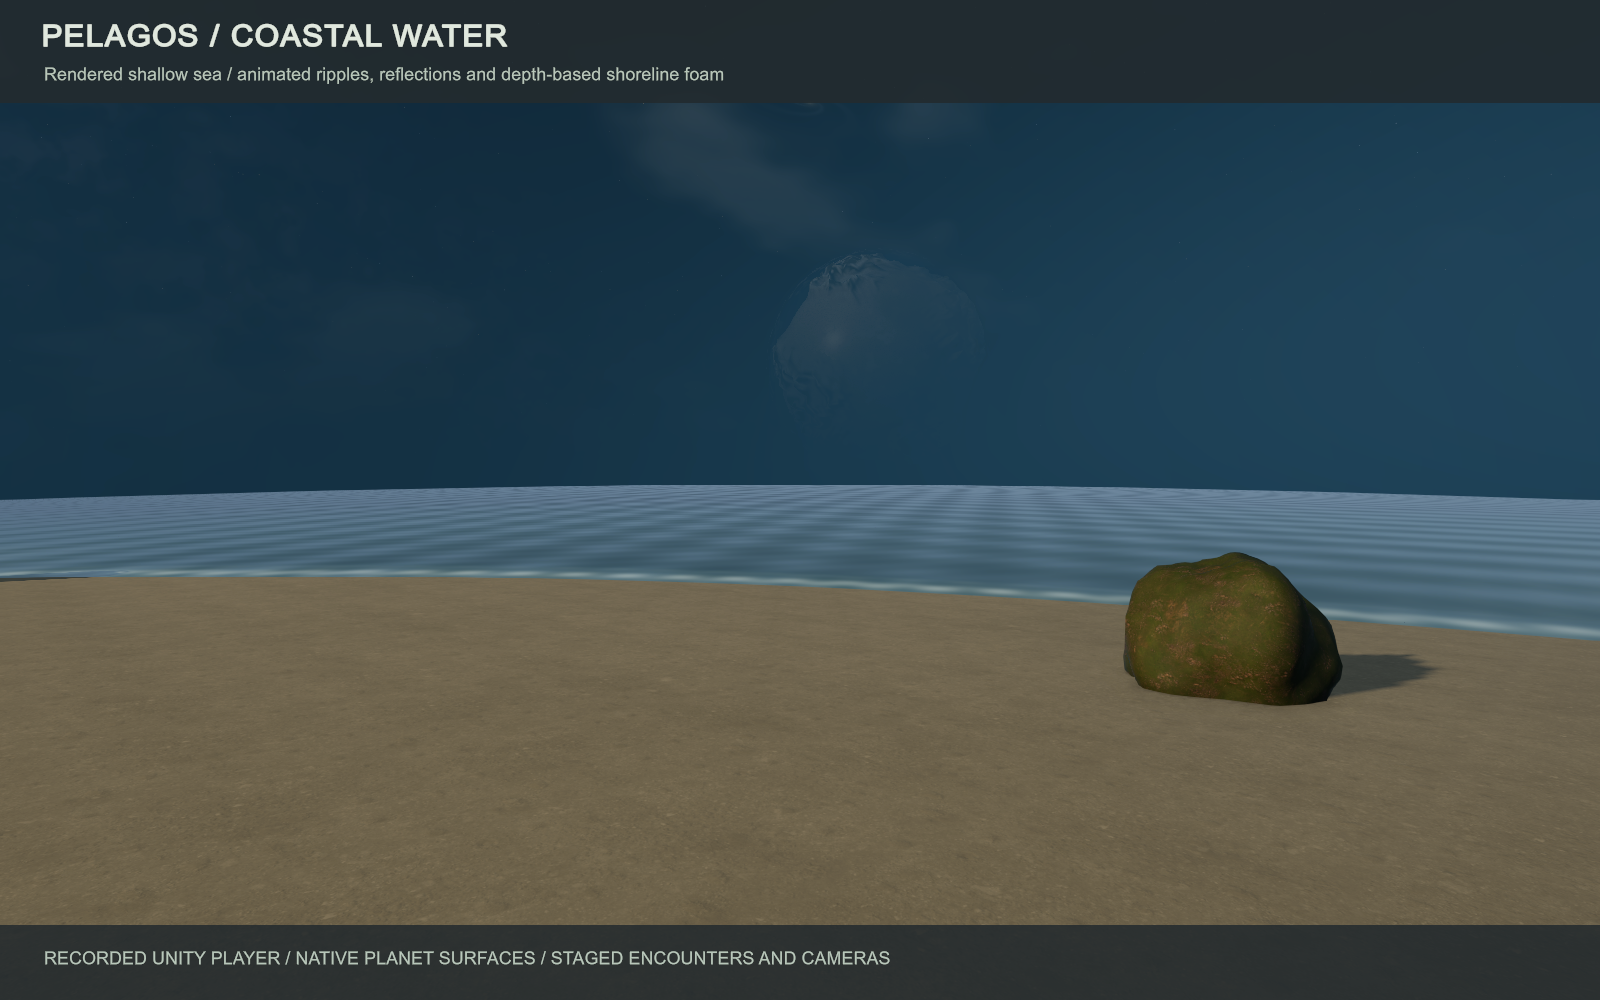 PELAGOS / COASTAL WATER
Rendered shallow sea / animated ripples, reflections and depth-based shoreline foam
RECORDED UNITY PLAYER / NATIVE PLANET SURFACES / STAGED ENCOUNTERS AND CAMERAS